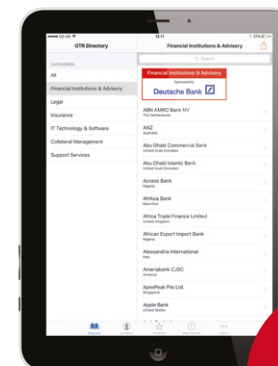 GTR Directory
Financial Institutions & Advisory
Search
CATEGORIES
All
Financial Institutions & Advisory
Legal
Insurance
IT Technology & Software
Collateral Management
Support Services
Financial Institutions & Advisory
Sponsored by
Deutsche Bank
ABN AMRO Bank NV
The Netherlands
ANZ
Australia
Abu Dhabi Commercial Bank
United Arab Emirates
Abu Dhabi Islamic Bank
United Arab Emirates
Access Bank
Nigeria
AfrAsia Bank
Mauritius
Africa Trade Finance Limited
United Kingdom
African Export Import Bank
Nigeria
Alessandria International
Italy
Ameriabank CJSC
Armenia
ApexPeak Pte Ltd.
Singapore
Apple Bank
United States
Directory